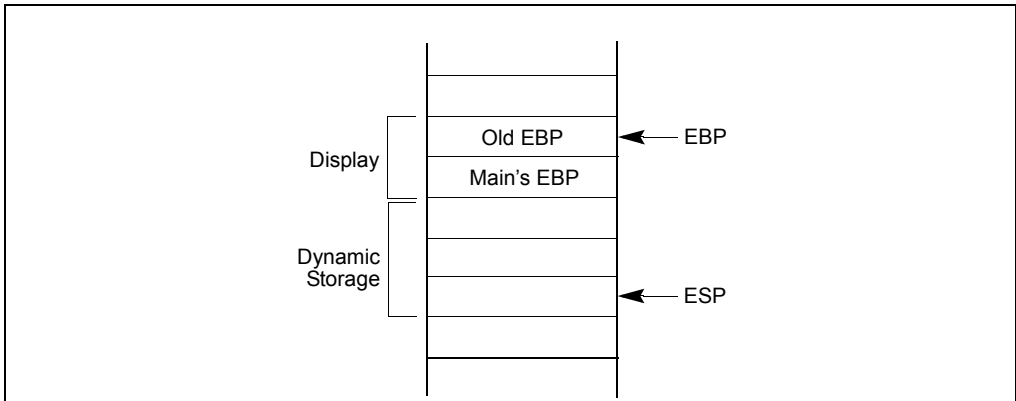 Old EBP
EBP
Display
Main's EBP
Dynamic
Storage
ESP